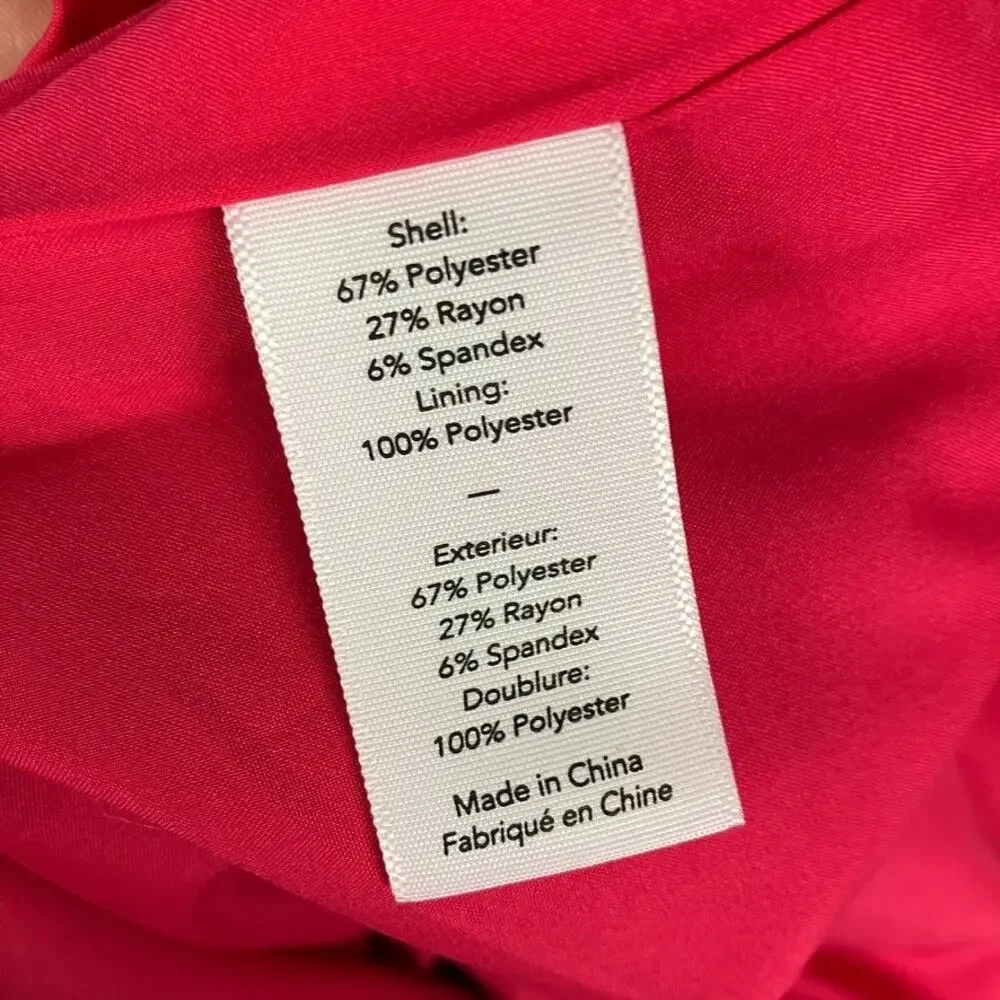 Shell:
67% Polyester
27% Rayon
6% Spandex
Lining:
100% Polyester
—
Exterieur:
67% Polyester
27% Rayon
6% Spandex
Doublure:
100% Polyester
Made in China
Fabriqué en Chine